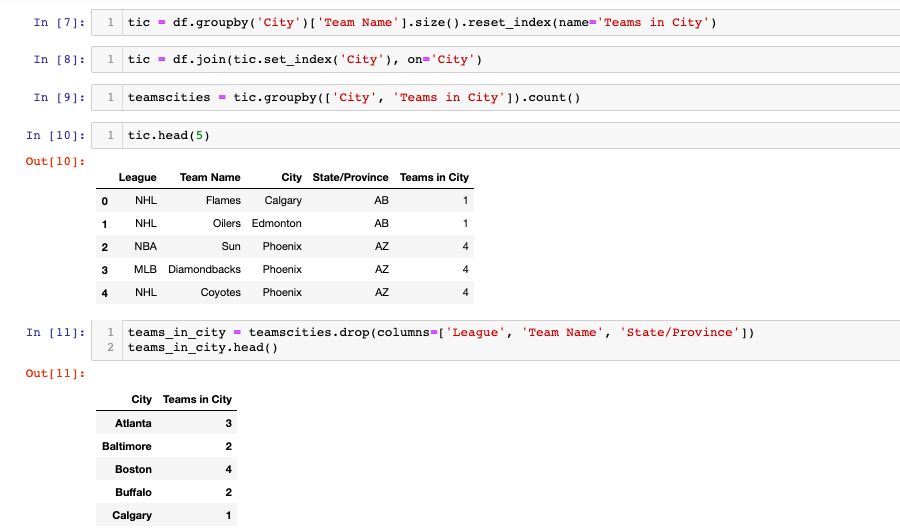 In [7]: 1 tic = df.groupby('City')['Team Name'].size().reset_index(name='Teams in City')
In [8]: 1 tic = df.join(tic.set_index('City'), on='City')
In [9]: 1 teamscities = tic.groupby(['City', 'Teams in City']).count()
In [10]: 1 tic.head(5)
Out[10]:
League Team Name City State/Province Teams in City
0 NHL Flames Calgary AB 1
1 NHL Oilers Edmonton AB 1
2 NBA Sun Phoenix AZ 4
3 MLB Diamondbacks Phoenix AZ 4
4 NHL Coyotes Phoenix AZ 4
In [11]: 1 teams_in_city = teamscities.drop(columns=['League', 'Team Name', 'State/Province'])
2 teams_in_city.head()
Out[11]:
City Teams in City
Atlanta 3
Baltimore 2
Boston 4
Buffalo 2
Calgary 1